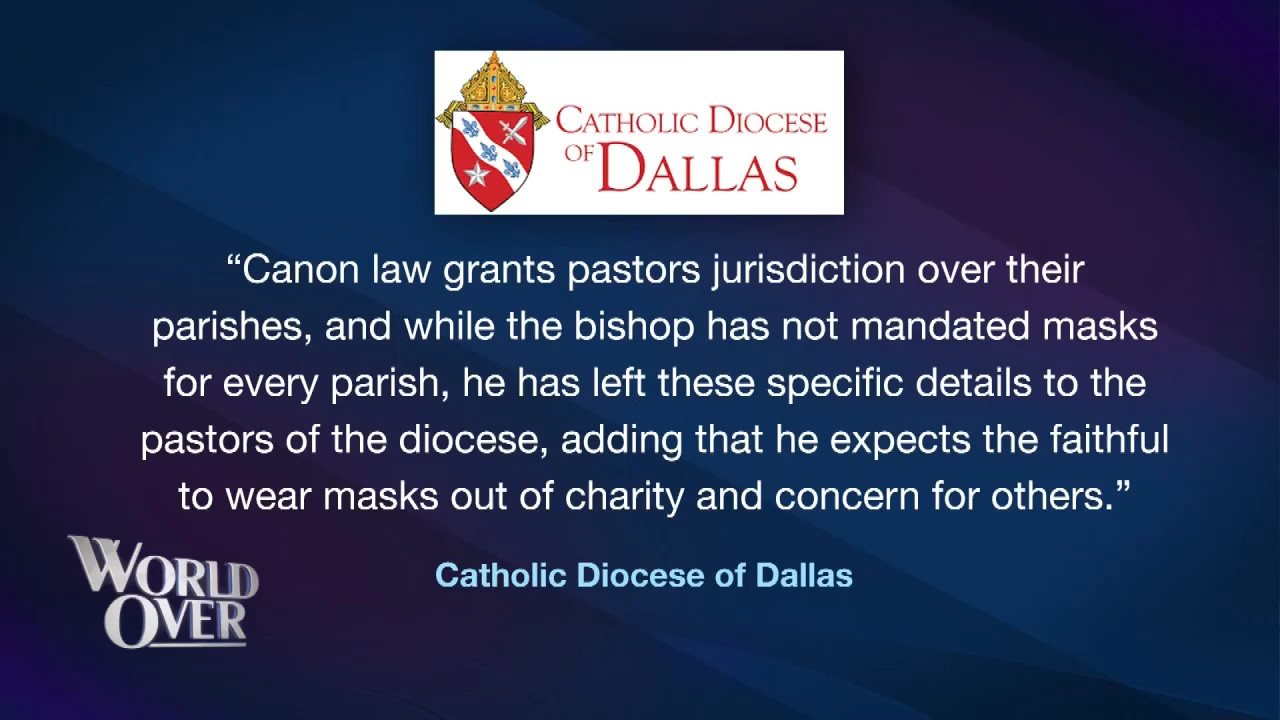 CATHOLIC DIOCESE
OF DALLAS
“Canon law grants pastors jurisdiction over their
parishes, and while the bishop has not mandated masks
for every parish, he has left these specific details to the
pastors of the diocese, adding that he expects the faithful
to wear masks out of charity and concern for others.”
Catholic Diocese of Dallas
WORLD
OVER